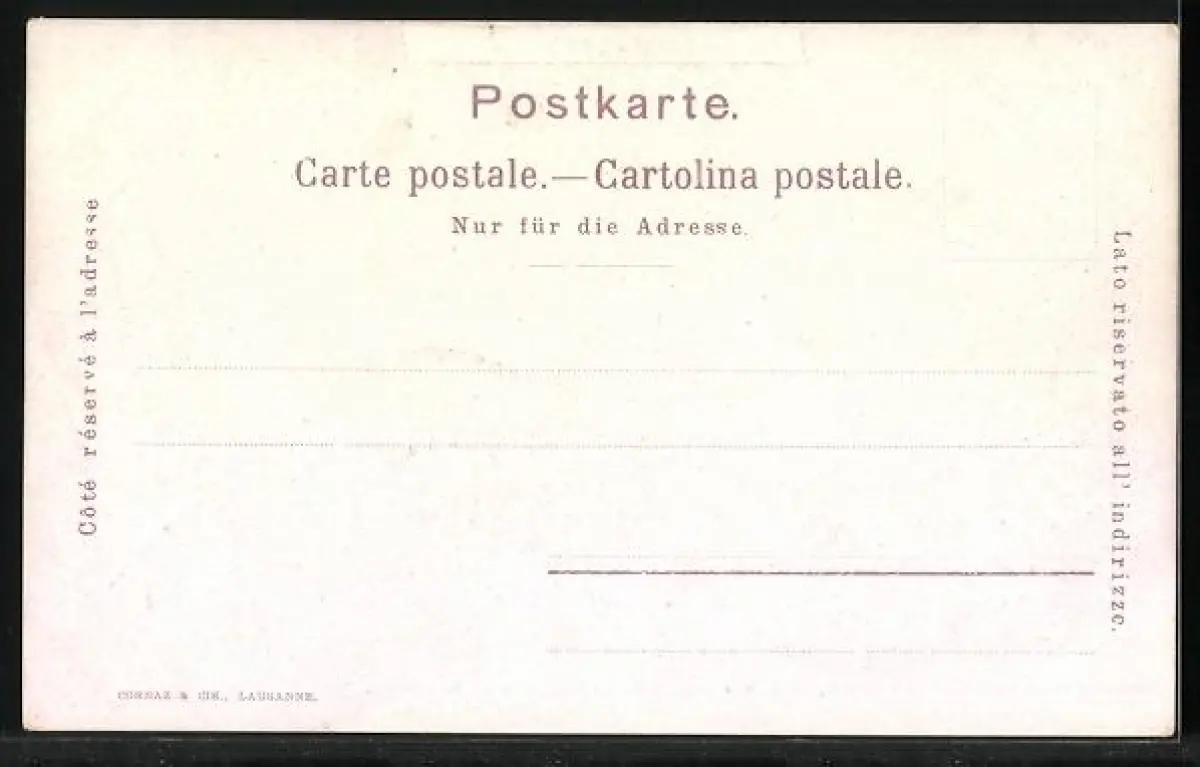 Postkarte.
Carte postale.—Cartolina postale.
Nur für die Adresse.
Côté réservé à l'adresse
Lato riservato all' indirizzo.
CORNAZ & CIE., LAUSANNE.